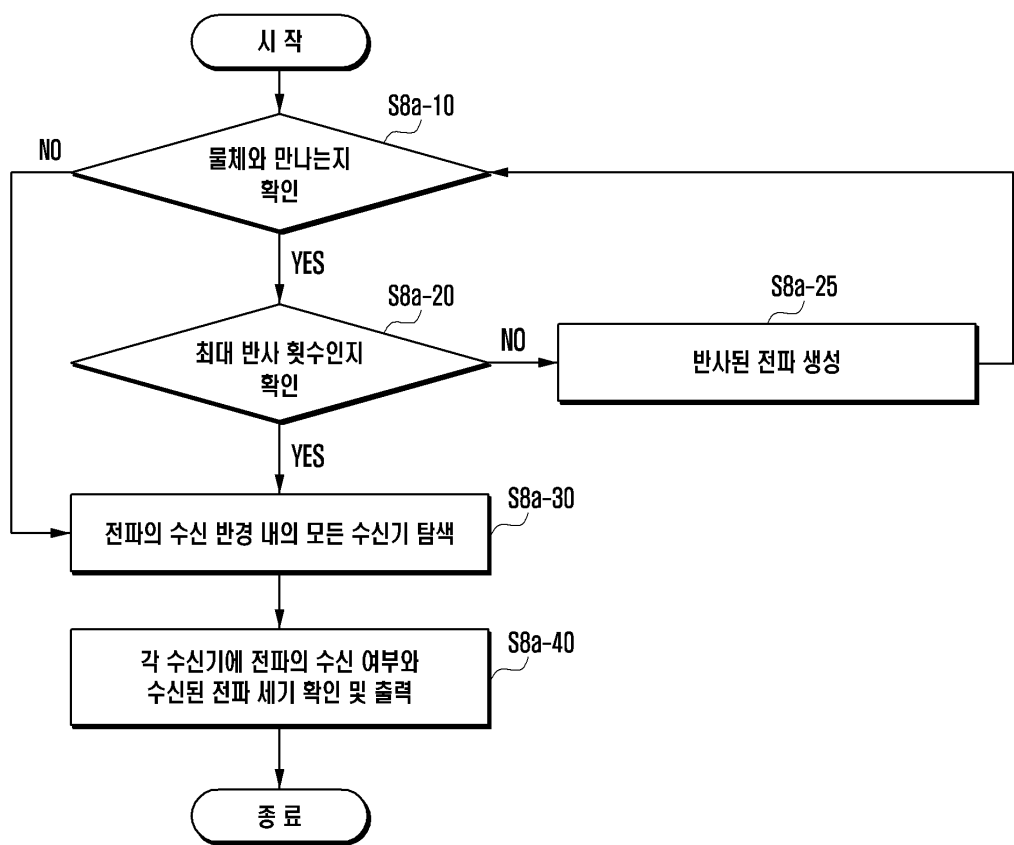 시 작
S8a-10
NO
물체와 만나는지
확인
YES
S8a-20
최대 반사 횟수인지
확인
NO
S8a-25
반사된 전파 생성
YES
S8a-30
전파의 수신 반경 내의 모든 수신기 탐색
S8a-40
각 수신기에 전파의 수신 여부와
수신된 전파 세기 확인 및 출력
종 료